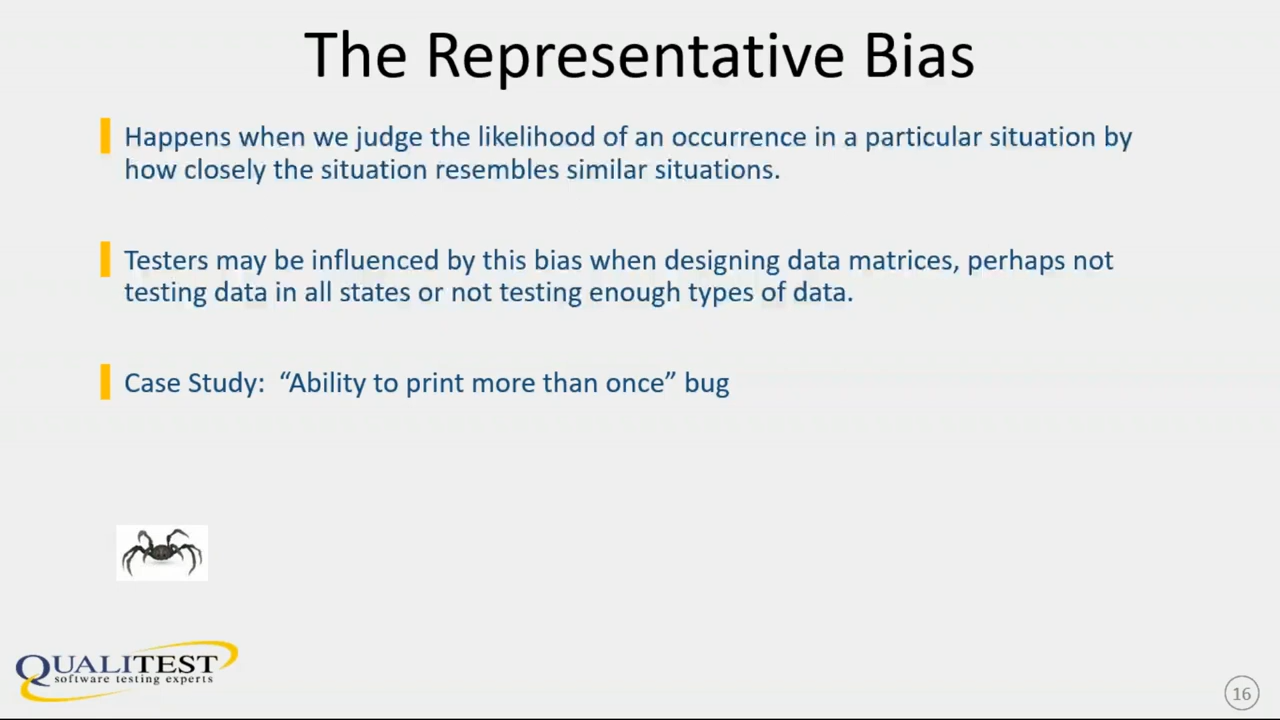 The Representative Bias
Happens when we judge the likelihood of an occurrence in a particular situation by
how closely the situation resembles similar situations.
Testers may be influenced by this bias when designing data matrices, perhaps not
testing data in all states or not testing enough types of data.
Case Study:  “Ability to print more than once” bug
QUALITEST
software testing experts
16